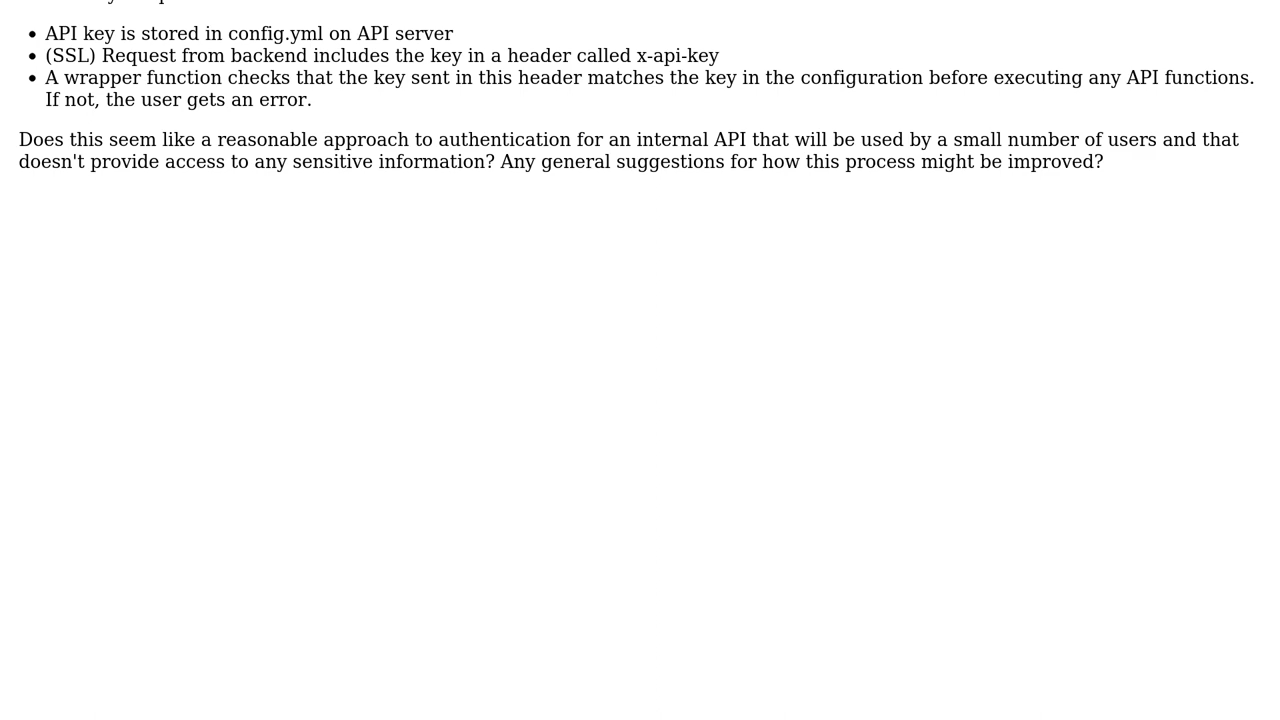 • API key is stored in config.yml on API server
• (SSL) Request from backend includes the key in a header called x-api-key
• A wrapper function checks that the key sent in this header matches the key in the configuration before executing any API functions.
If not, the user gets an error.
Does this seem like a reasonable approach to authentication for an internal API that will be used by a small number of users and that
doesn't provide access to any sensitive information? Any general suggestions for how this process might be improved?